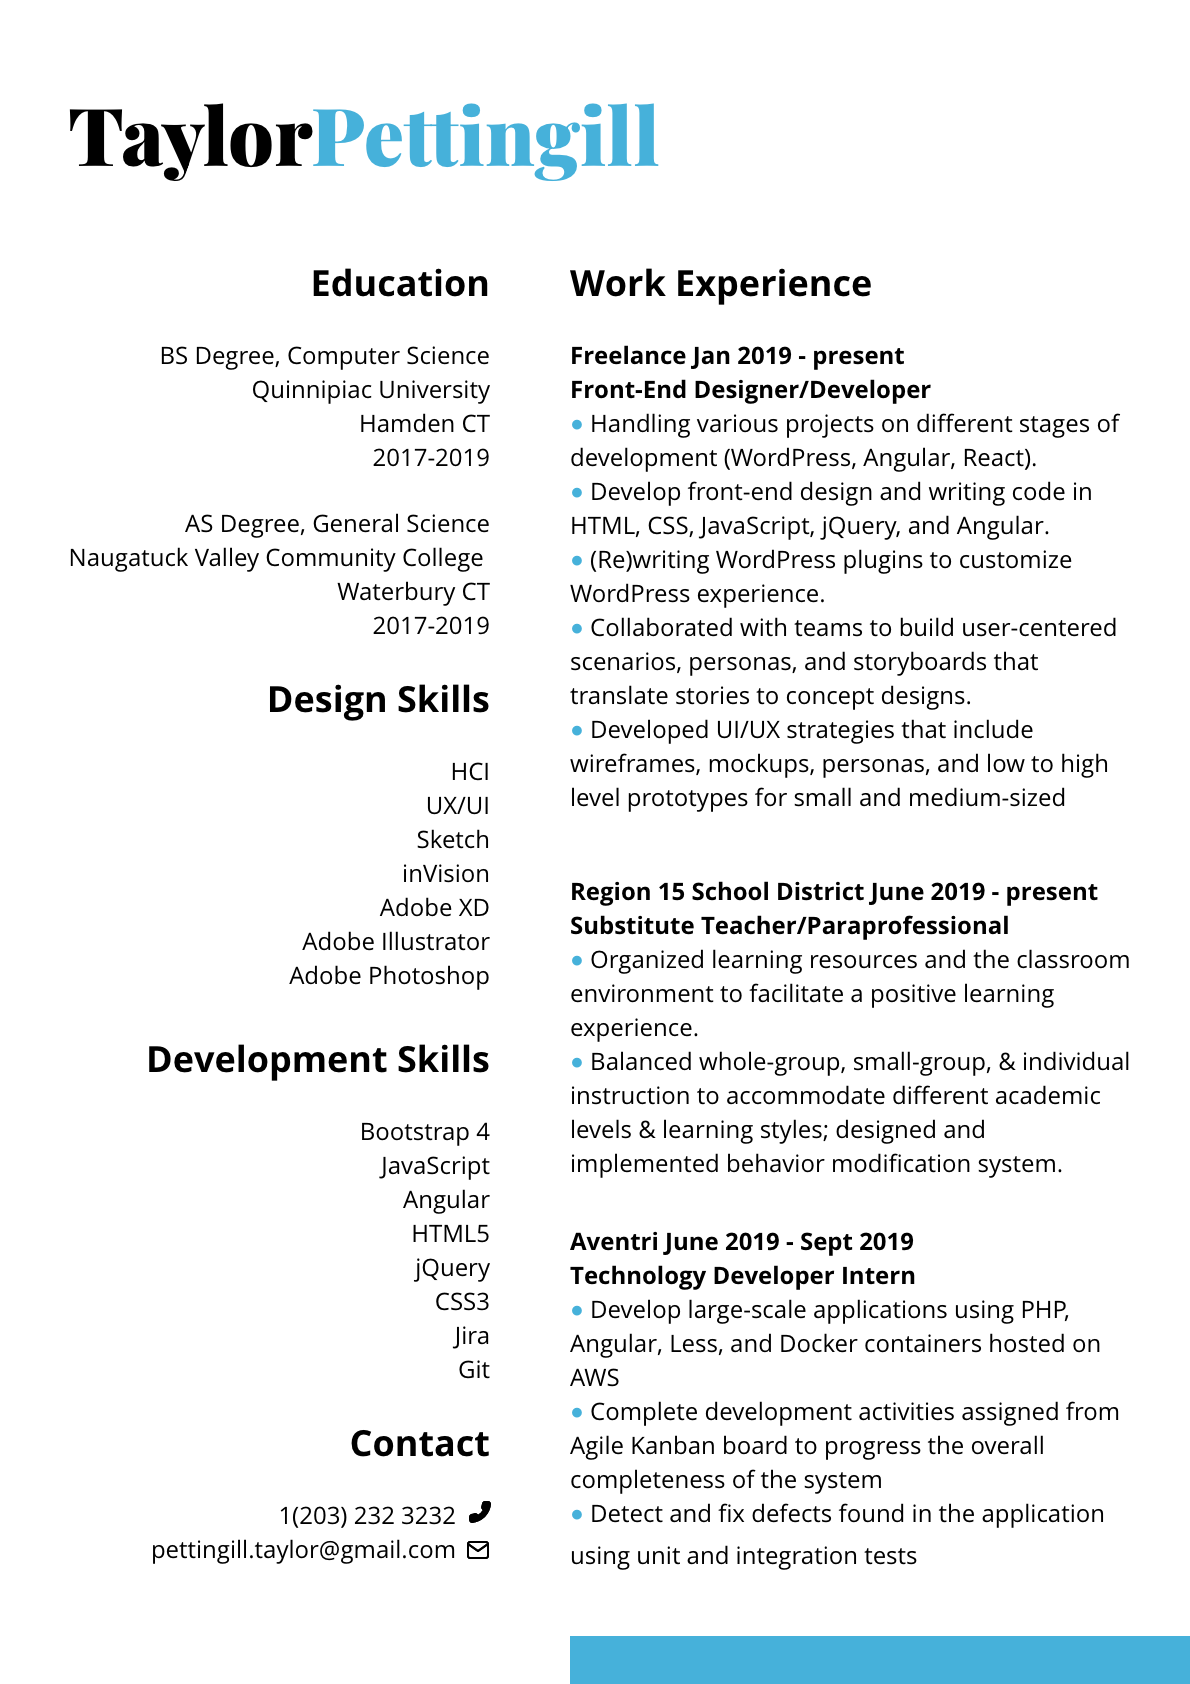 TaylorPettingill
Education
BS Degree, Computer Science
Quinnipiac University
Hamden CT
2017-2019
AS Degree, General Science
Naugatuck Valley Community College
Waterbury CT
2017-2019
Design Skills
HCI
UX/UI
Sketch
inVision
Adobe XD
Adobe Illustrator
Adobe Photoshop
Development Skills
Bootstrap 4
JavaScript
Angular
HTML5
jQuery
CSS3
Jira
Git
Contact
1(203) 232 3232
pettingill.taylor@gmail.com
Work Experience
Freelance Jan 2019 - present
Front-End Designer/Developer
● Handling various projects on different stages of
development (WordPress, Angular, React).
● Develop front-end design and writing code in
HTML, CSS, JavaScript, jQuery, and Angular.
● (Re)writing WordPress plugins to customize
WordPress experience.
● Collaborated with teams to build user-centered
scenarios, personas, and storyboards that
translate stories to concept designs.
● Developed UI/UX strategies that include
wireframes, mockups, personas, and low to high
level prototypes for small and medium-sized
Region 15 School District June 2019 - present
Substitute Teacher/Paraprofessional
● Organized learning resources and the classroom
environment to facilitate a positive learning
experience.
● Balanced whole-group, small-group, & individual
instruction to accommodate different academic
levels & learning styles; designed and
implemented behavior modification system.
Aventri June 2019 - Sept 2019
Technology Developer Intern
● Develop large-scale applications using PHP,
Angular, Less, and Docker containers hosted on
AWS
● Complete development activities assigned from
Agile Kanban board to progress the overall
completeness of the system
● Detect and fix defects found in the application
using unit and integration tests